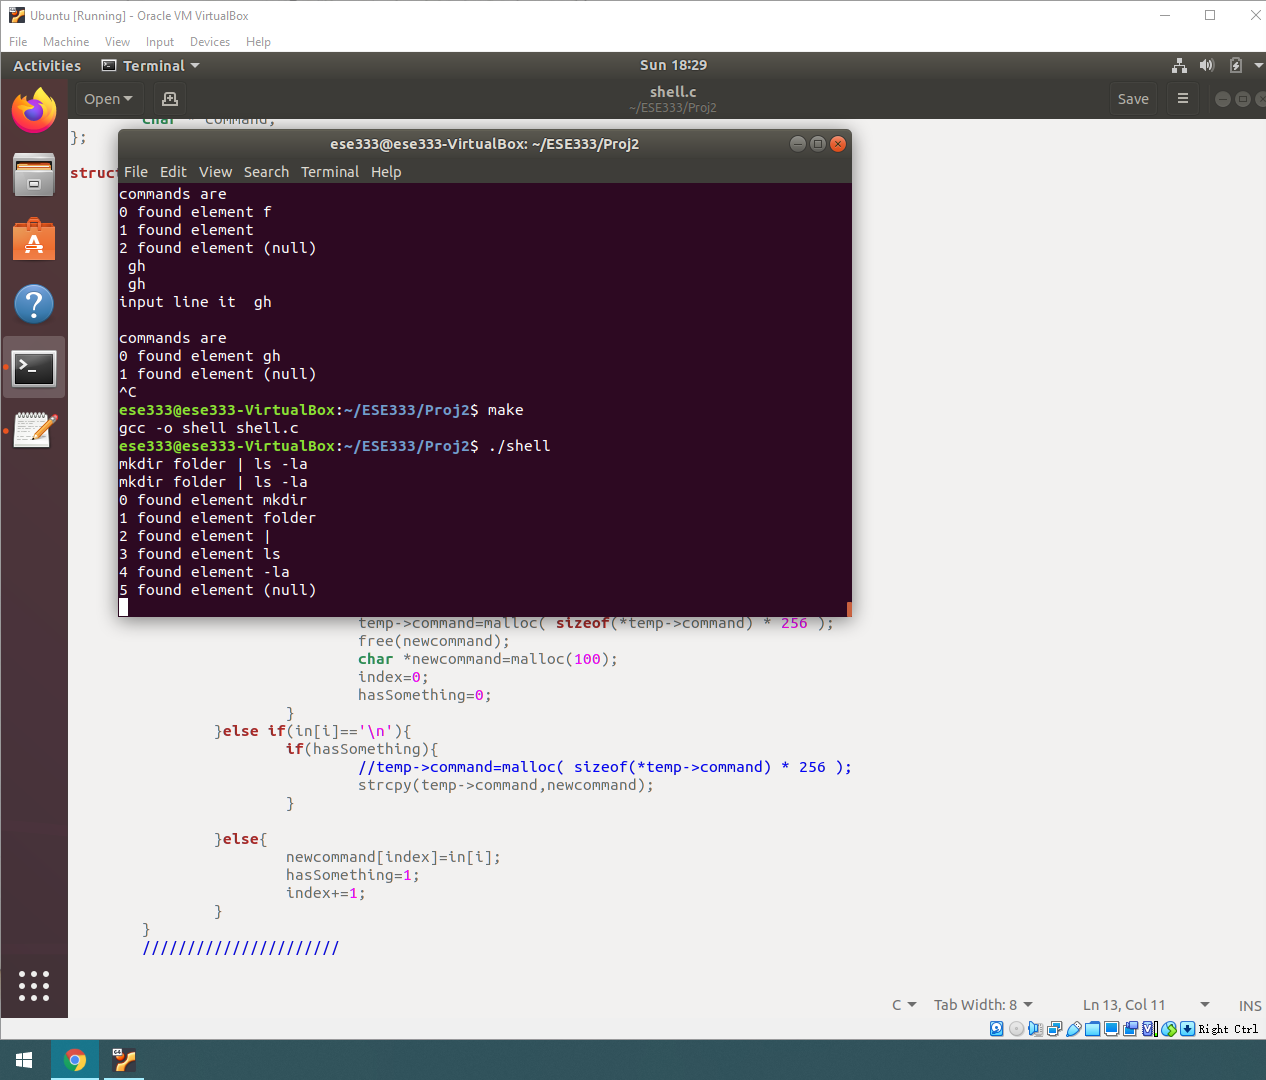 Ubuntu [Running] - Oracle VM VirtualBox
File Machine View Input Devices Help
Activities Terminal Sun 18:29
Open shell.c Save
~/ESE333/Proj2
};
struct
ese333@ese333-VirtualBox: ~/ESE333/Proj2
File Edit View Search Terminal Help
commands are
0 found element f
1 found element
2 found element (null)
gh
gh
input line it  gh
commands are
0 found element gh
1 found element (null)
^C
ese333@ese333-VirtualBox:~/ESE333/Proj2$ make
gcc -o shell shell.c
ese333@ese333-VirtualBox:~/ESE333/Proj2$ ./shell
mkdir folder | ls -la
mkdir folder | ls -la
0 found element mkdir
1 found element folder
2 found element |
3 found element ls
4 found element -la
5 found element (null)
temp->command=malloc( sizeof(*temp->command) * 256 );
free(newcommand);
char *newcommand=malloc(100);
index=0;
hasSomething=0;
}
}else if(in[i]=='\n'){
if(hasSomething){
//temp->command=malloc( sizeof(*temp->command) * 256 );
strcpy(temp->command,newcommand);
}
}else{
newcommand[index]=in[i];
hasSomething=1;
index+=1;
}
}
//////////////////////
C Tab Width: 8 Ln 13, Col 11 INS
Right Ctrl